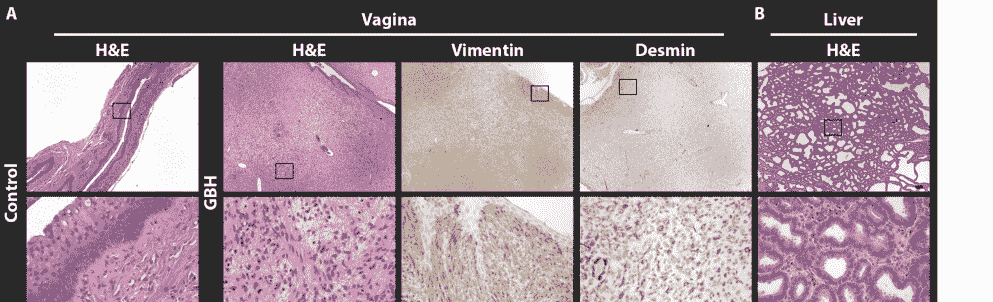 A
Vagina
B
Liver
H&E
H&E
Vimentin
Desmin
H&E
Control
GBH